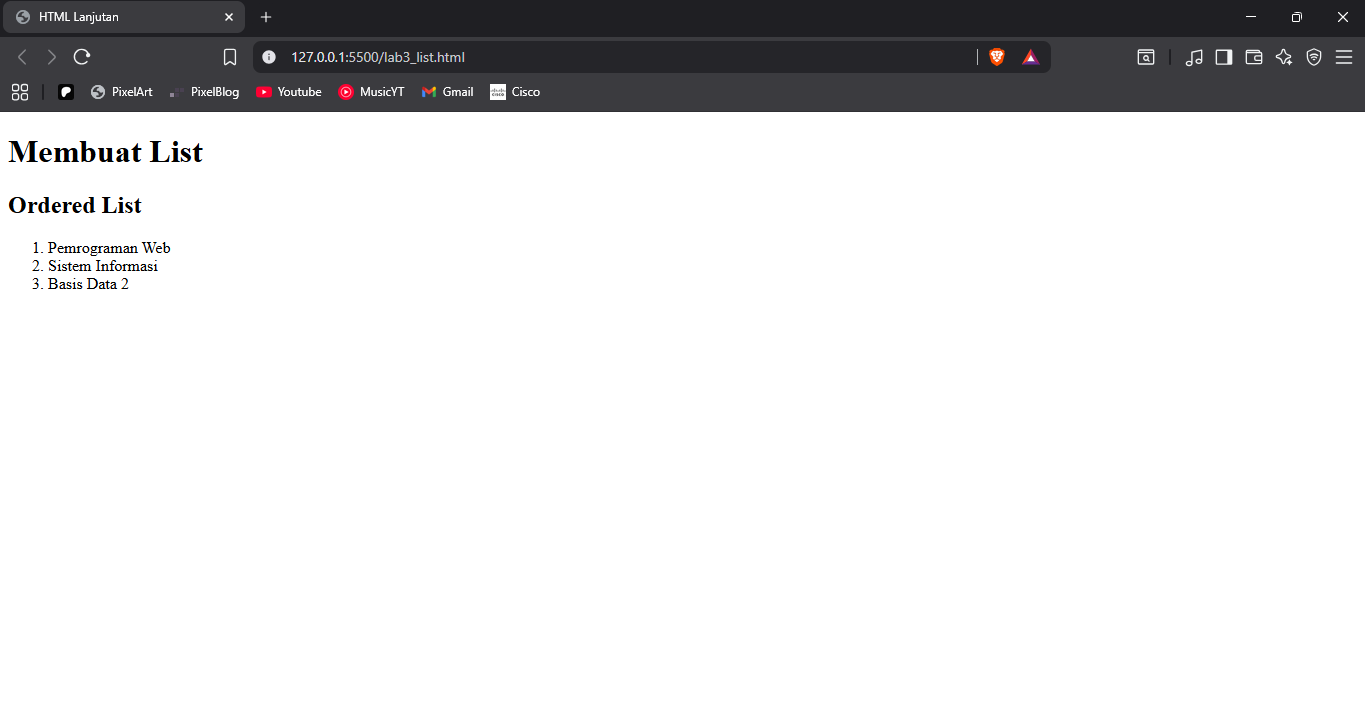 HTML Lanjutan
127.0.0.1:5500/lab3_list.html
PixelArt PixelBlog Youtube MusicYT Gmail Cisco
Membuat List
Ordered List
1. Pemrograman Web
2. Sistem Informasi
3. Basis Data 2